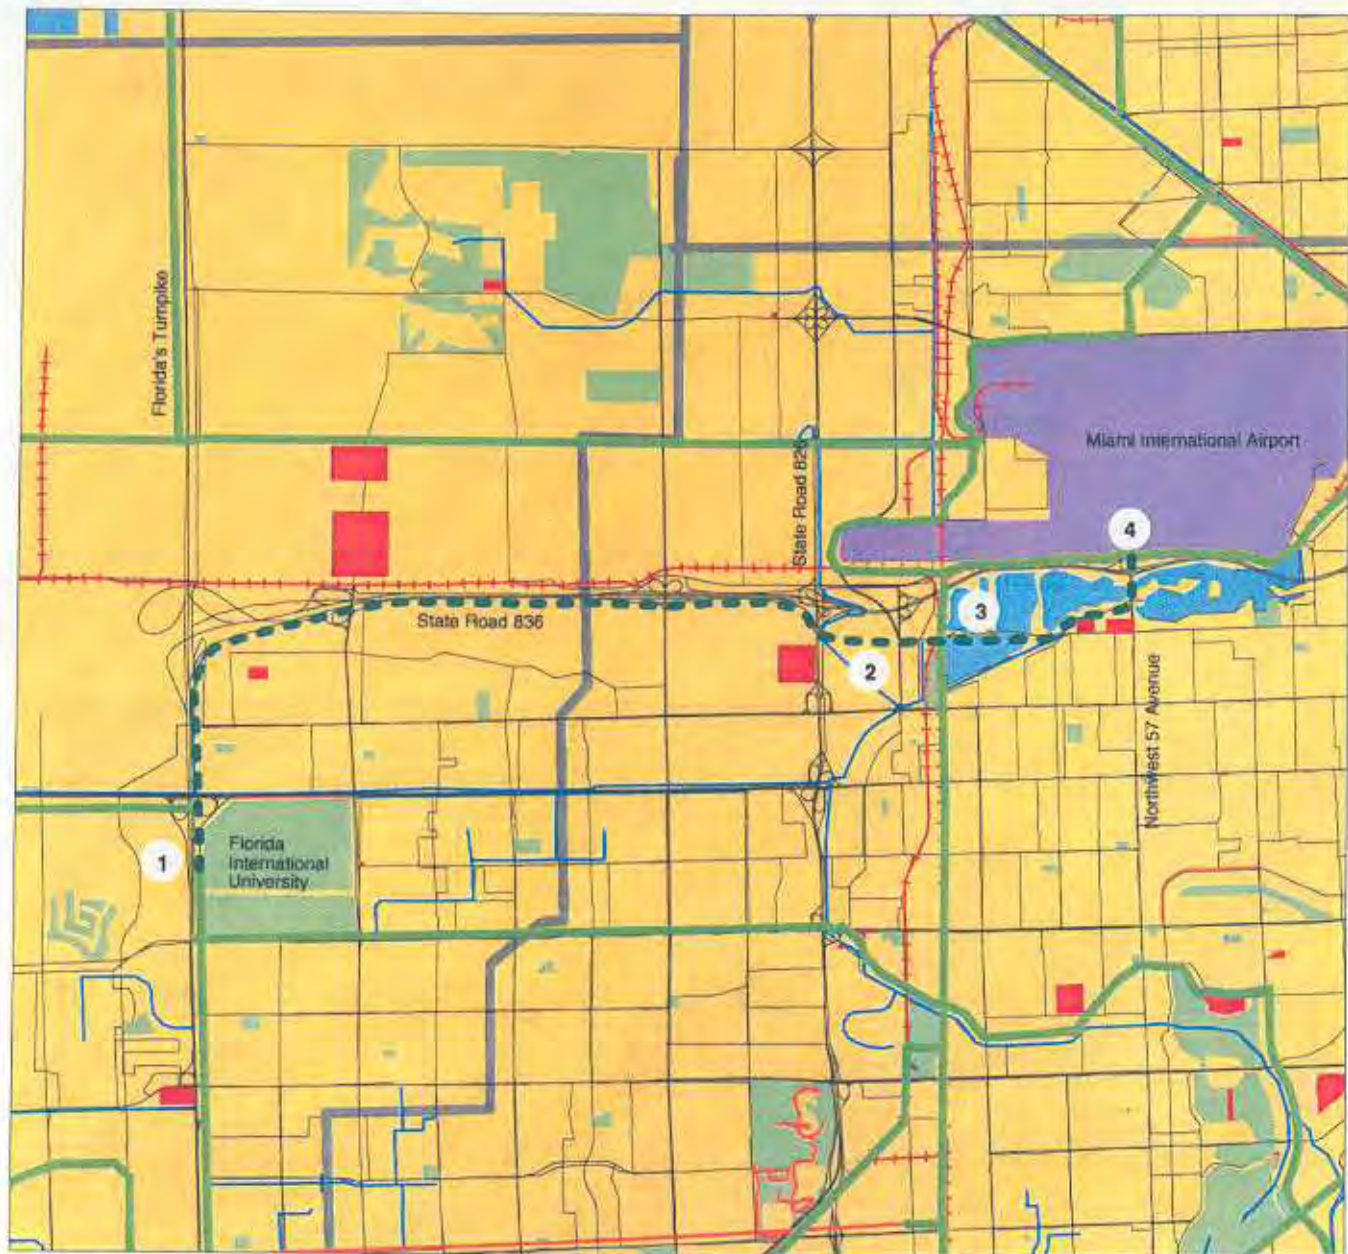 Florida's Turnpike
Miami International Airport
State Road 826
4
3
State Road 836
2
Northwest 57 Avenue
1
Florida
International
University